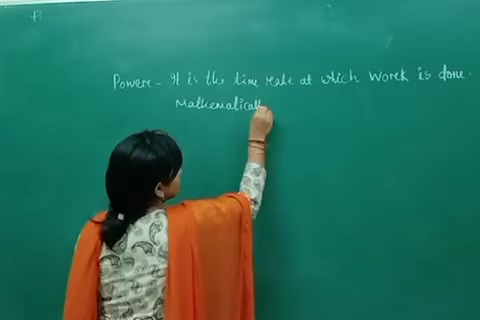 Power - It is the time rate at which work is done.
Mathematicall